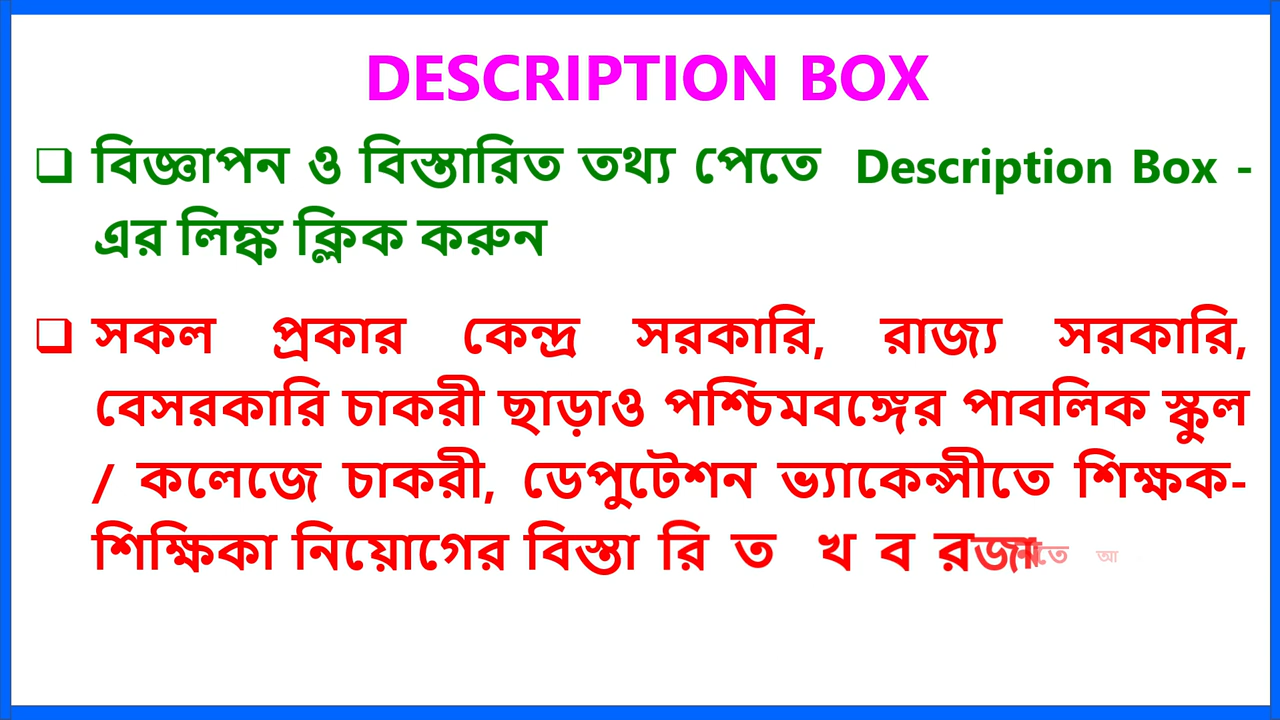 DESCRIPTION BOX
❑ বিজ্ঞাপন ও বিস্তারিত তথ্য পেতে Description Box -
এর লিঙ্ক ক্লিক করুন
❑ সকল প্রকার কেন্দ্র সরকারি, রাজ্য সরকারি,
বেসরকারি চাকরী ছাড়াও পশ্চিমবঙ্গের পাবলিক স্কুল
/ কলেজে চাকরী, ডেপুটেশন ভ্যাকেন্সীতে শিক্ষক-
শিক্ষিকা নিয়োগের বিস্তা রি ত খ ব র